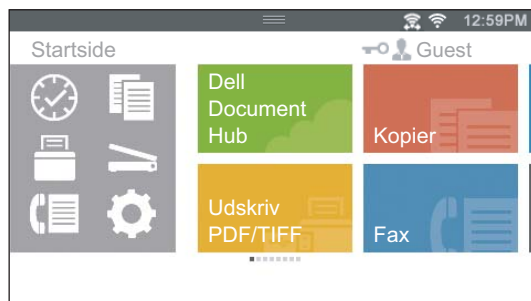 12:59PM
Startside
Guest
Dell
Document
Hub
Kopier
Udskriv
PDF/TIFF
Fax